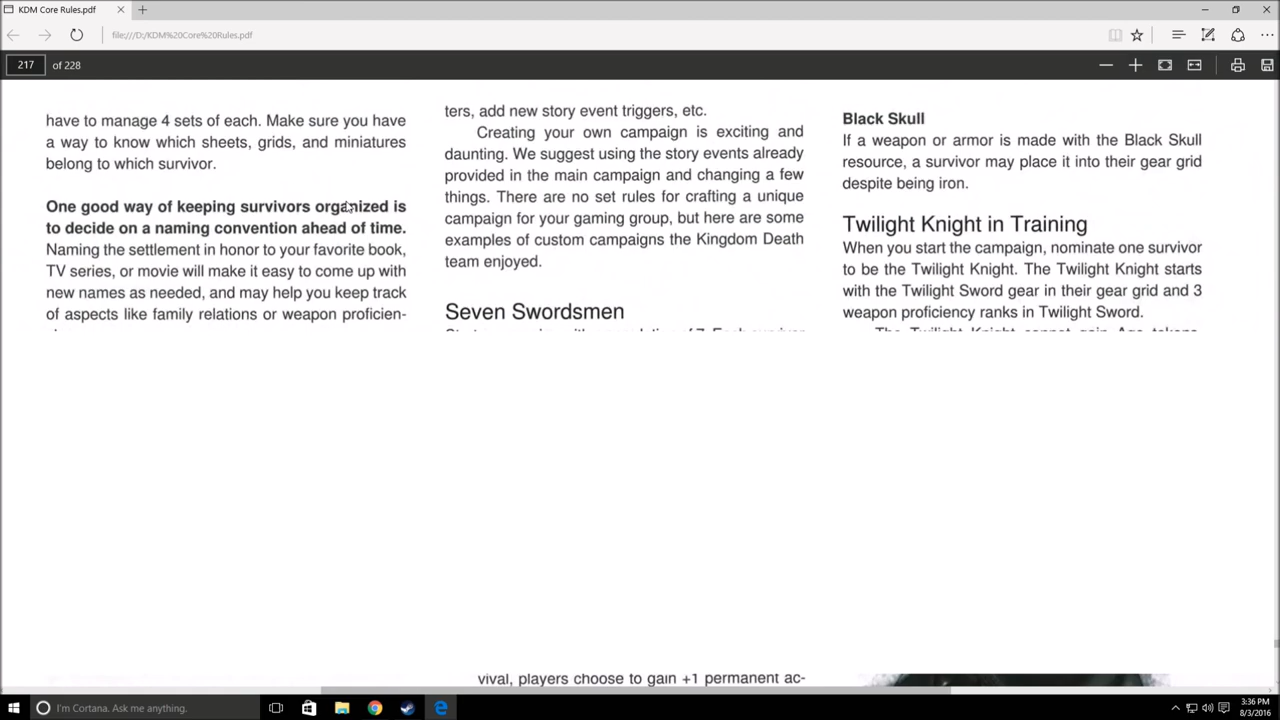 KDM Core Rules.pdf
file:///D:/KDM%20Core%20Rules.pdf
217 of 228
have to manage 4 sets of each. Make sure you have
a way to know which sheets, grids, and miniatures
belong to which survivor.
One good way of keeping survivors organized is
to decide on a naming convention ahead of time.
Naming the settlement in honor to your favorite book,
TV series, or movie will make it easy to come up with
new names as needed, and may help you keep track
of aspects like family relations or weapon proficien-
ters, add new story event triggers, etc.
Creating your own campaign is exciting and
daunting. We suggest using the story events already
provided in the main campaign and changing a few
things. There are no set rules for crafting a unique
campaign for your gaming group, but here are some
examples of custom campaigns the Kingdom Death
team enjoyed.
Seven Swordsmen
vival, players choose to gain +1 permanent ac-
Black Skull
If a weapon or armor is made with the Black Skull
resource, a survivor may place it into their gear grid
despite being iron.
Twilight Knight in Training
When you start the campaign, nominate one survivor
to be the Twilight Knight. The Twilight Knight starts
with the Twilight Sword gear in their gear grid and 3
weapon proficiency ranks in Twilight Sword.
The Twilight Knight cannot gain Age tokens
I'm Cortana. Ask me anything.
3:36 PM
8/3/2016